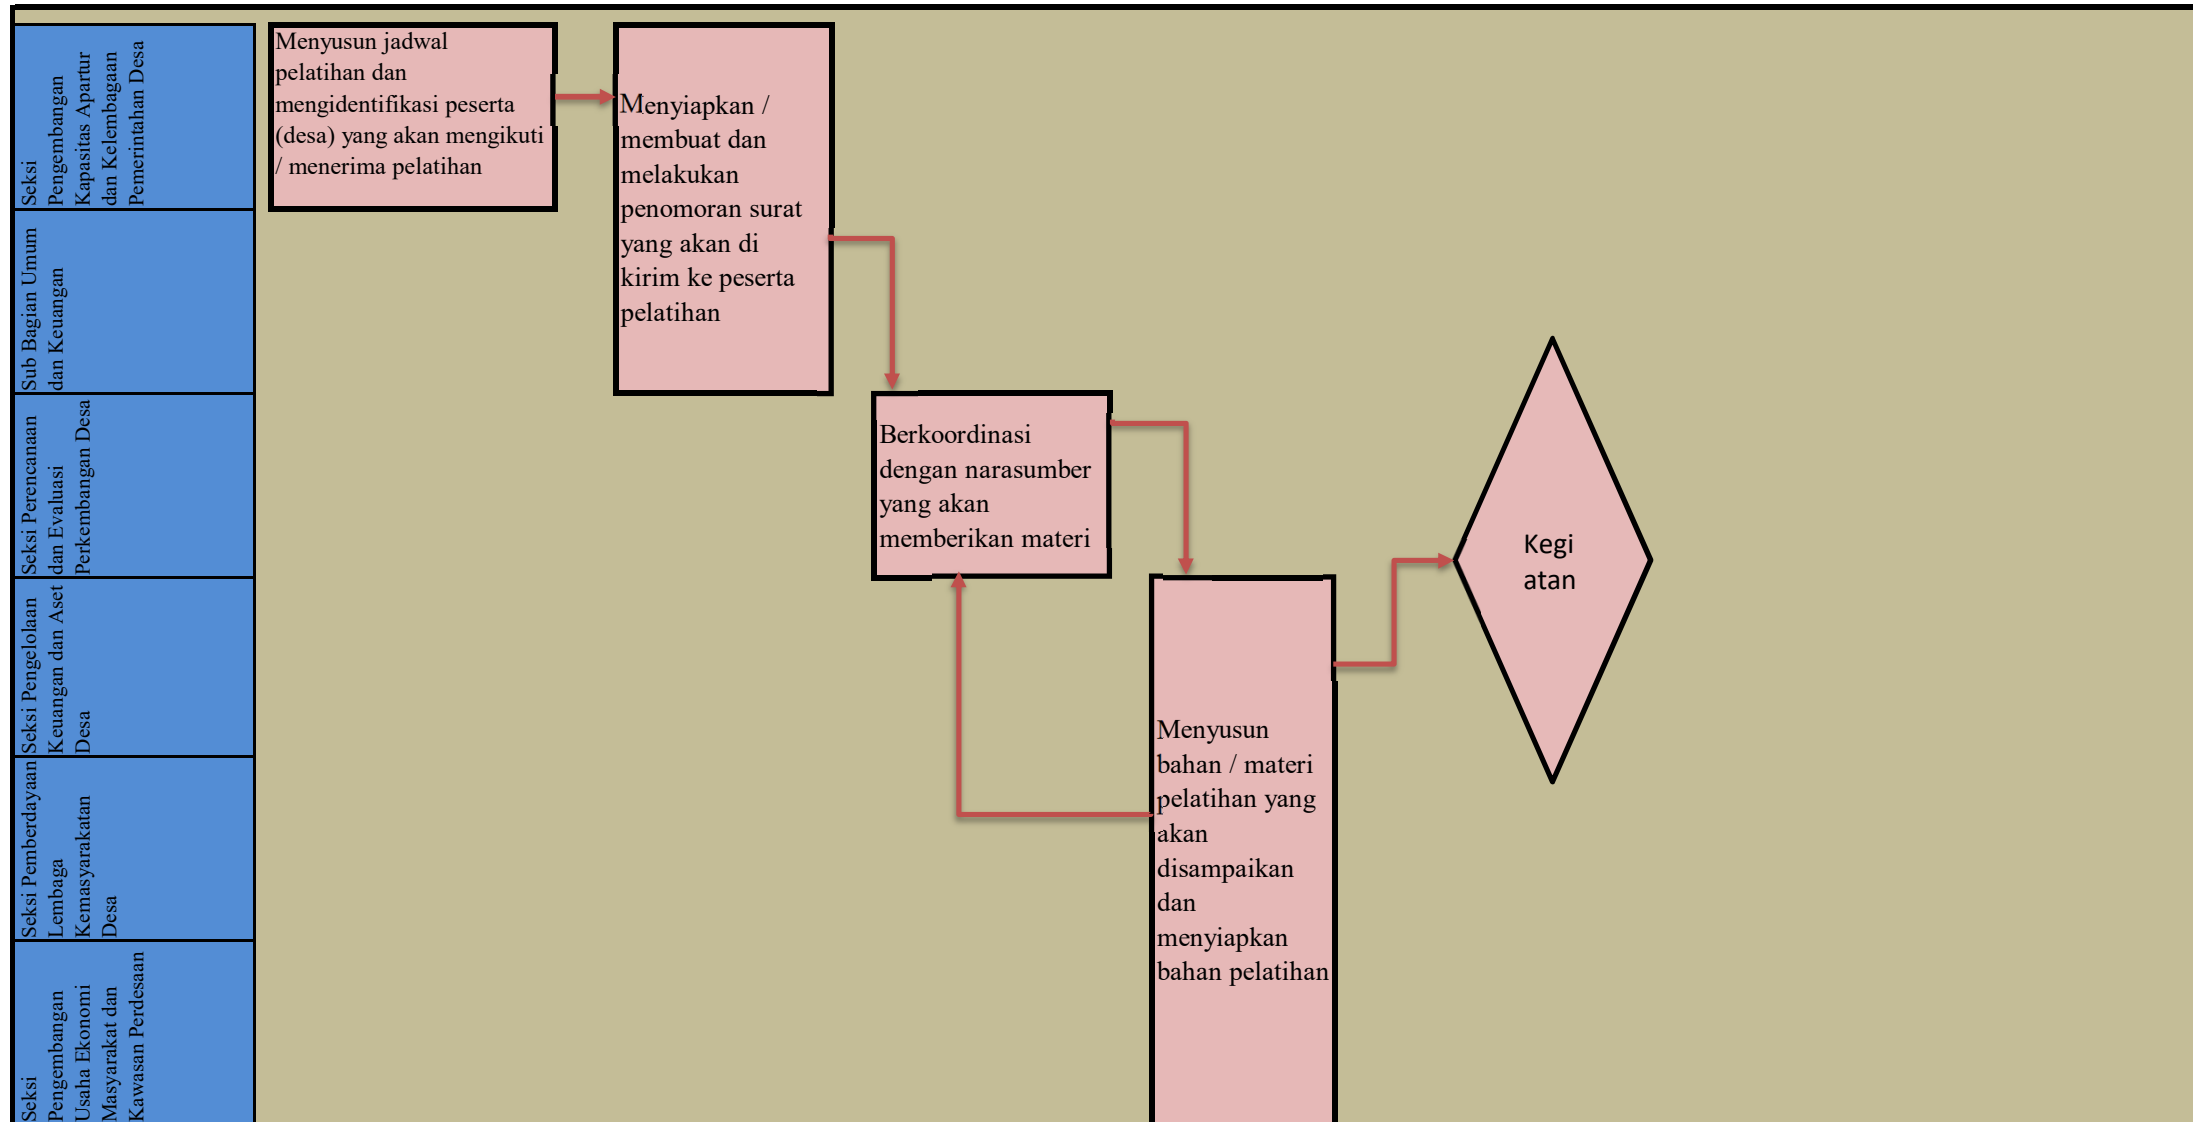 Seksi
Pengembangan
Kapasitas Apartur
dan Kelembagaan
Pemerintahan Desa
Menyusun jadwal
pelatihan dan
mengidentifikasi peserta
(desa) yang akan mengikuti
/ menerima pelatihan
Menyiapkan /
membuat dan
melakukan
penomoran surat
yang akan di
kirim ke peserta
pelatihan
Sub Bagian Umum
dan Keuangan
Seksi Perencanaan
dan Evaluasi
Perkembangan Desa
Berkoordinasi
dengan narasumber
yang akan
memberikan materi
Kegi
atan
Seksi Pengelolaan
Keuangan dan Aset
Desa
Menyusun
bahan / materi
pelatihan yang
akan
disampaikan
dan
menyiapkan
bahan pelatihan
Seksi Pemberdayaan
Lembaga
Kemasyarakatan
Desa
Seksi
Pengembangan
Usaha Ekonomi
Masyarakat dan
Kawasan Perdesaan